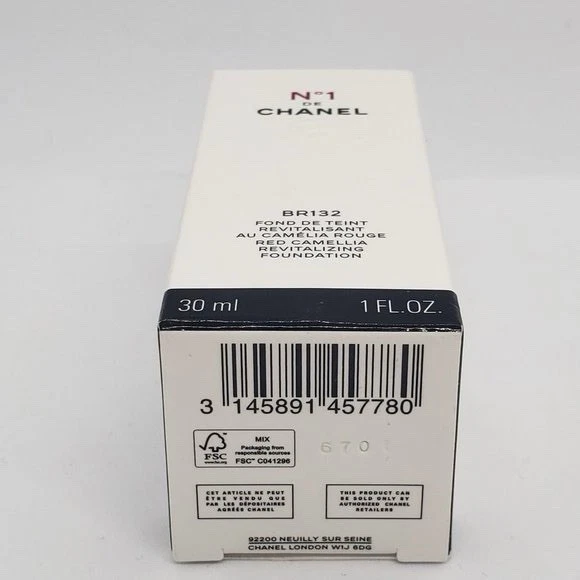 N°1
DE
CHANEL
BR132
FOND DE TEINT
REVITALISANT
AU CAMÉLIA ROUGE
RED CAMELLIA
REVITALIZING
FOUNDATION
30 ml 1 FL.OZ.
3 145891 457780
FSC
www.fsc.org
MIX
Packaging from
responsible sources
FSC™ C041296
670
CET ARTICLE NE PEUT
ÊTRE VENDU QUE
PAR LES DÉPOSITAIRES
AGRÉÉS CHANEL
THIS PRODUCT CAN
BE SOLD ONLY BY
AUTHORIZED CHANEL
RETAILERS
92200 NEUILLY SUR SEINE
CHANEL LONDON W1J 6DG